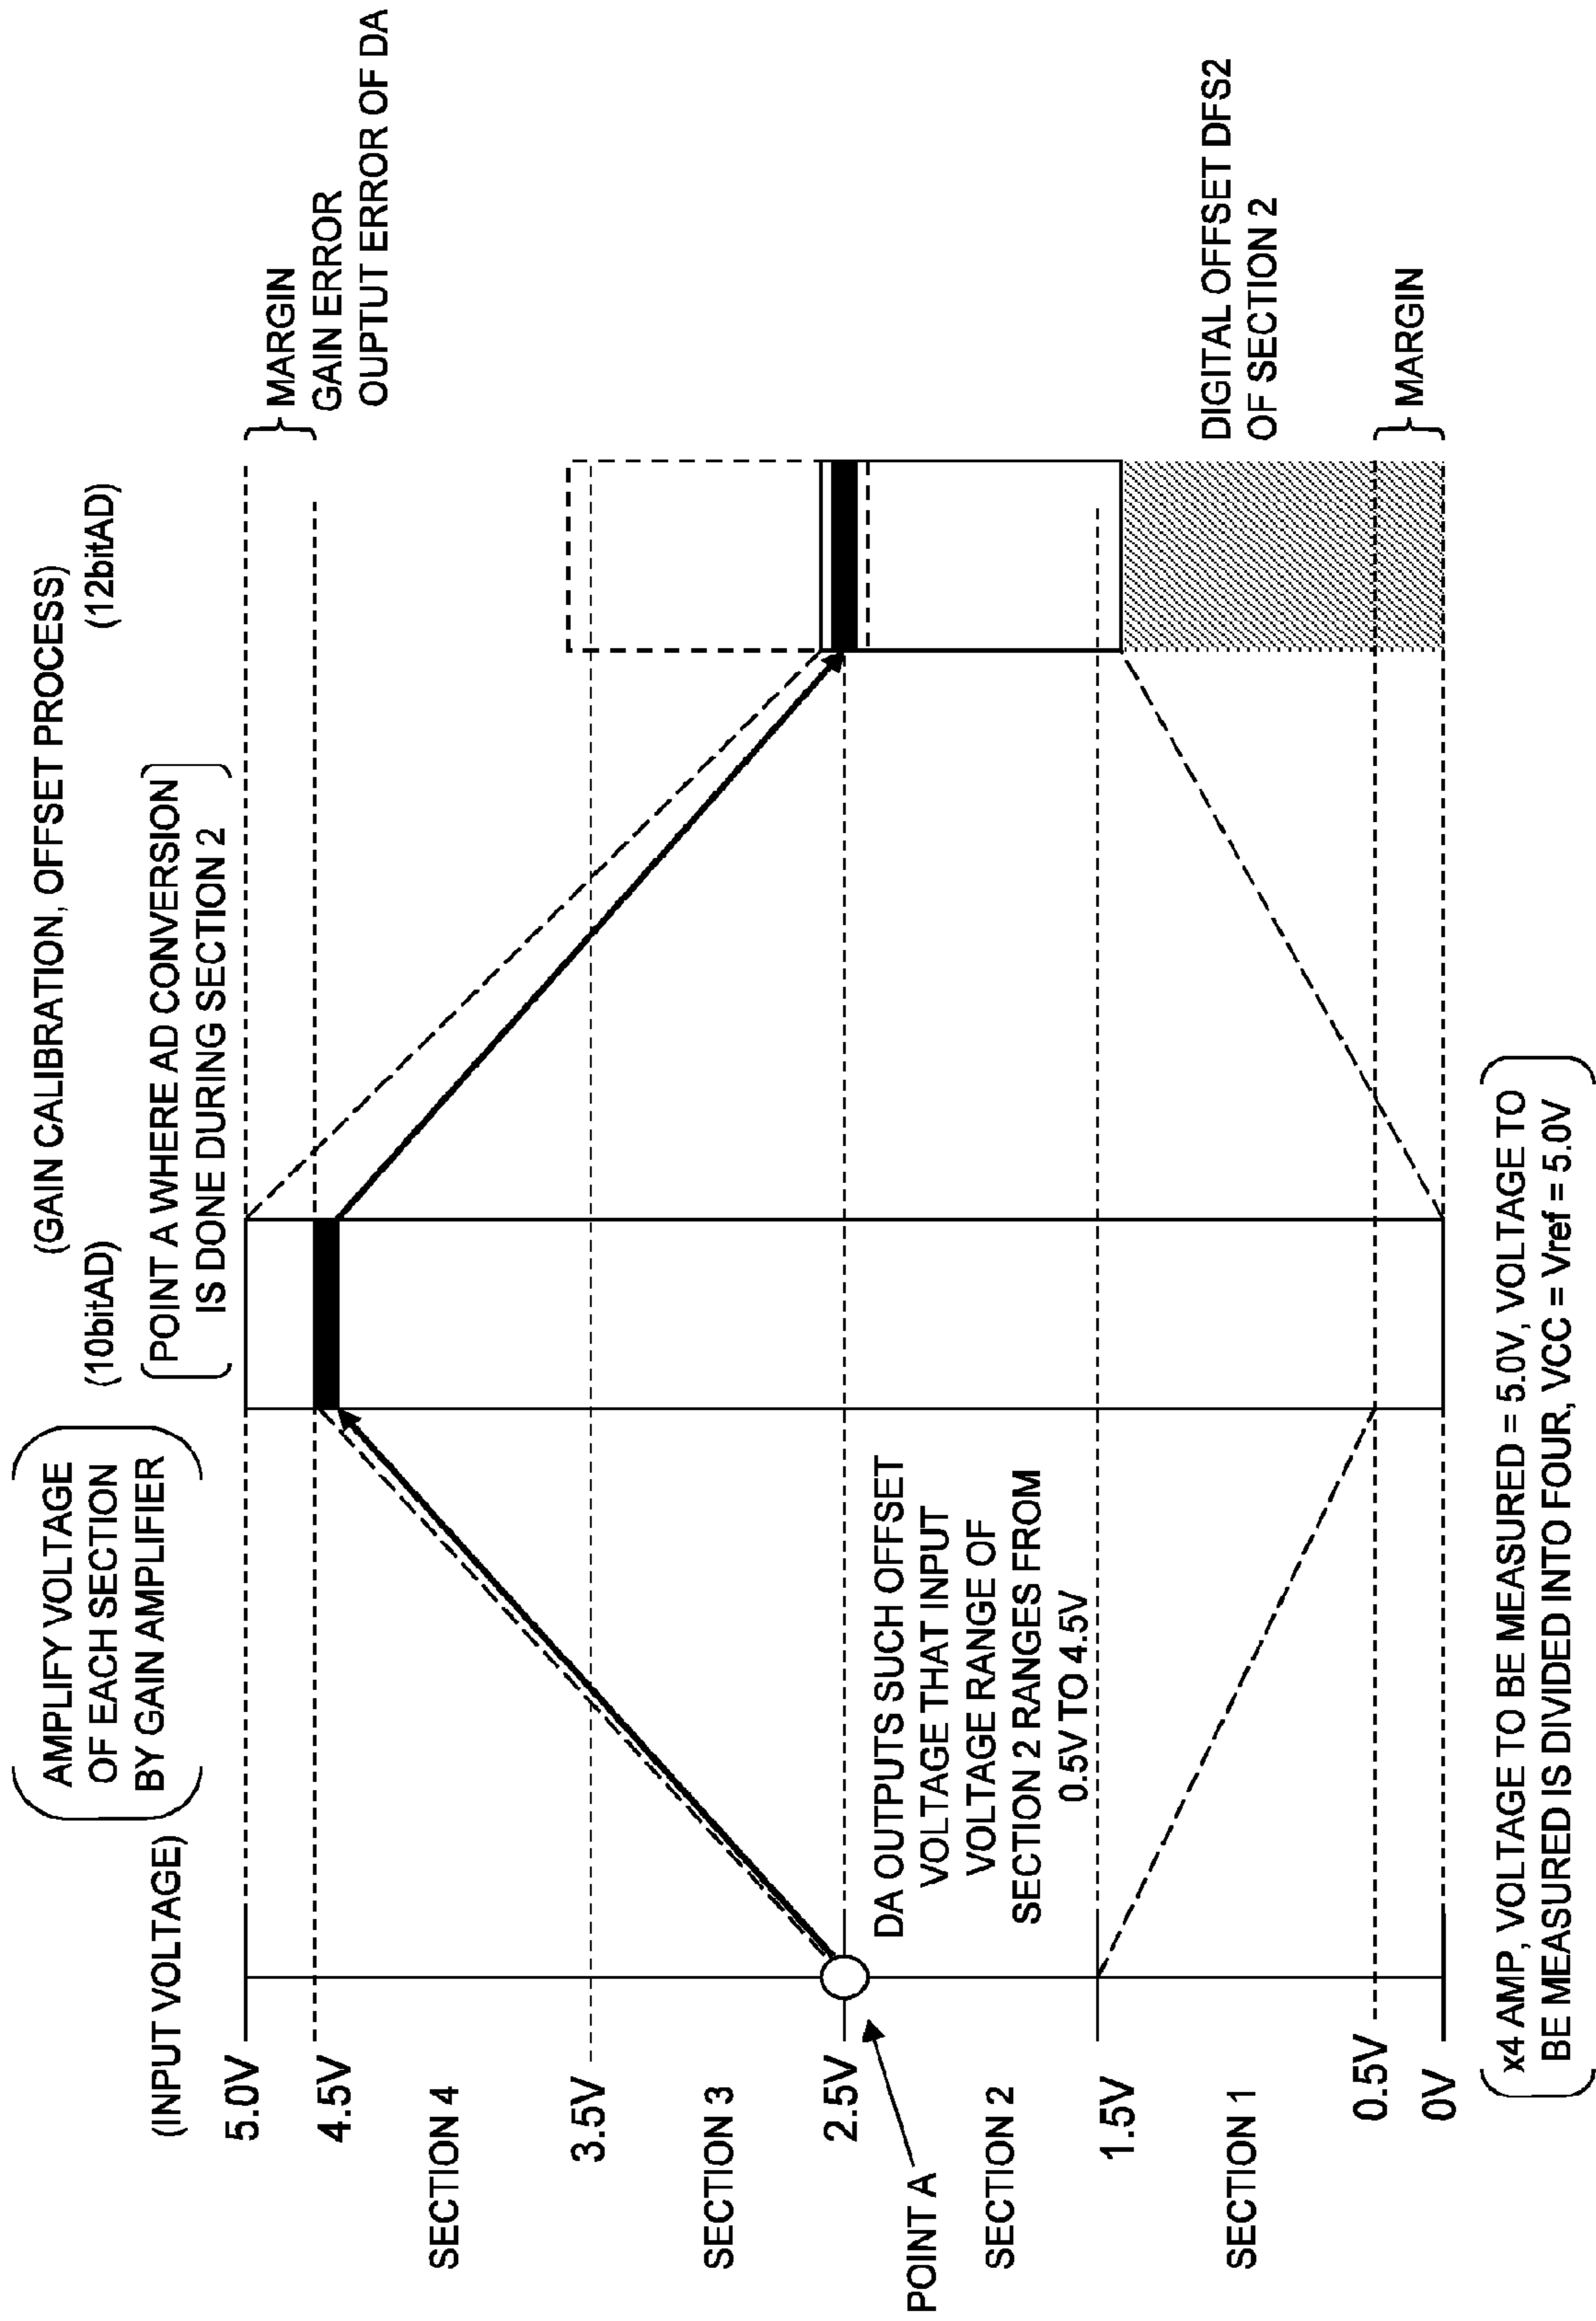 (GAIN CALIBRATION, OFFSET PROCESS)
AMPLIFY VOLTAGE
OF EACH SECTION
BY GAIN AMPLIFIER
(10bitAD)
(12bitAD)
(INPUT VOLTAGE)
POINT A WHERE AD CONVERSION
IS DONE DURING SECTION 2
5.0V
4.5V
SECTION 4
3.5V
SECTION 3
2.5V
POINT A
SECTION 2
1.5V
SECTION 1
0.5V
0V
DA OUTPUTS SUCH OFFSET
VOLTAGE THAT INPUT
VOLTAGE RANGE OF
SECTION 2 RANGES FROM
0.5V TO 4.5V
MARGIN
GAIN ERROR
OUPTUT ERROR OF DA
DIGITAL OFFSET DFS2
OF SECTION 2
MARGIN
x4 AMP, VOLTAGE TO BE MEASURED = 5.0V, VOLTAGE TO
BE MEASURED IS DIVIDED INTO FOUR, VCC = Vref = 5.0V